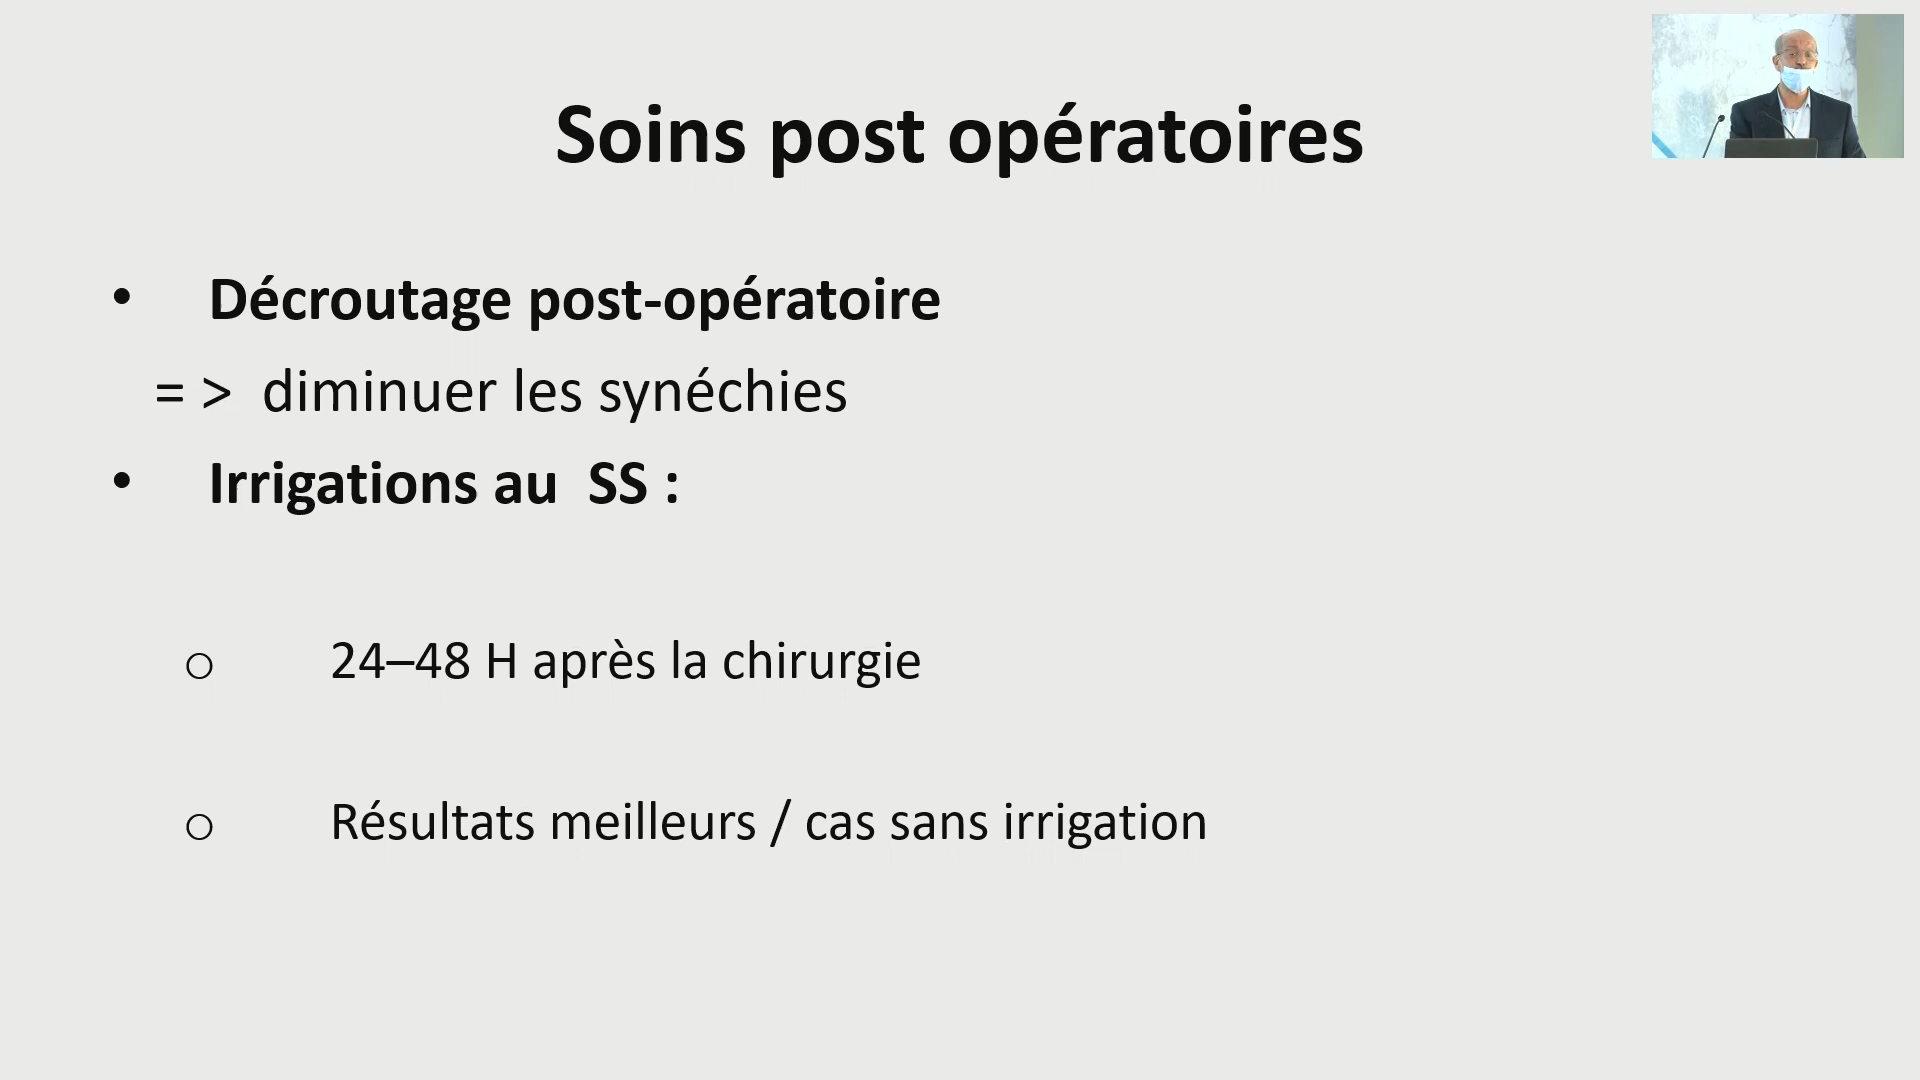 Soins post opératoires
• Décroutage post-opératoire
= > diminuer les synéchies
• Irrigations au SS :
o 24–48 H après la chirurgie
o Résultats meilleurs / cas sans irrigation